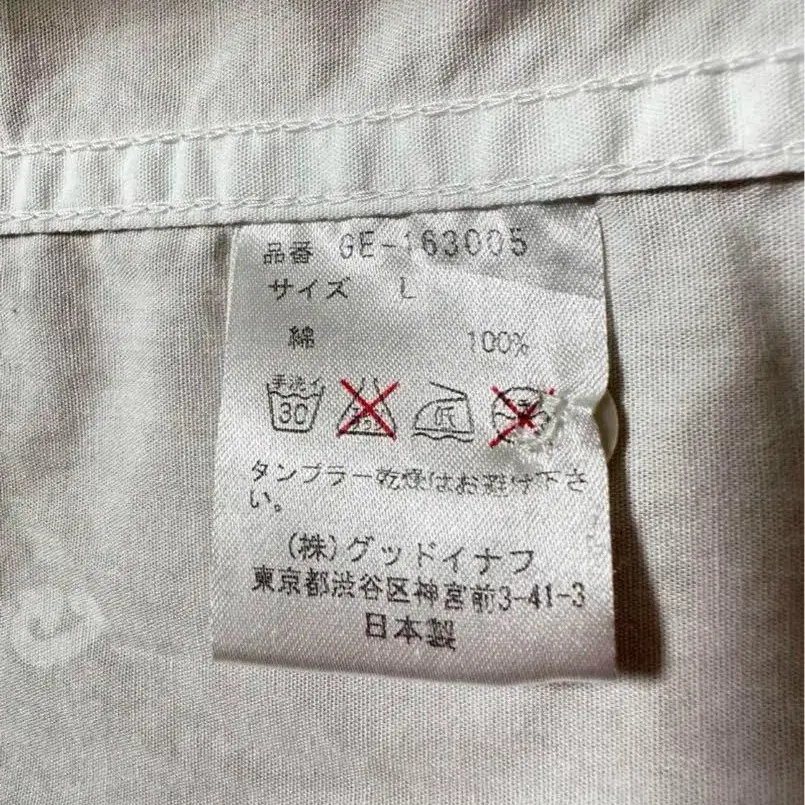 品番 GE-163005
サイズ L
綿 100%
手洗イ
30
低
タンブラー乾燥はお避け下さ
い。
(株)グッドイナフ
東京都渋谷区神宮前3-41-3
日本製